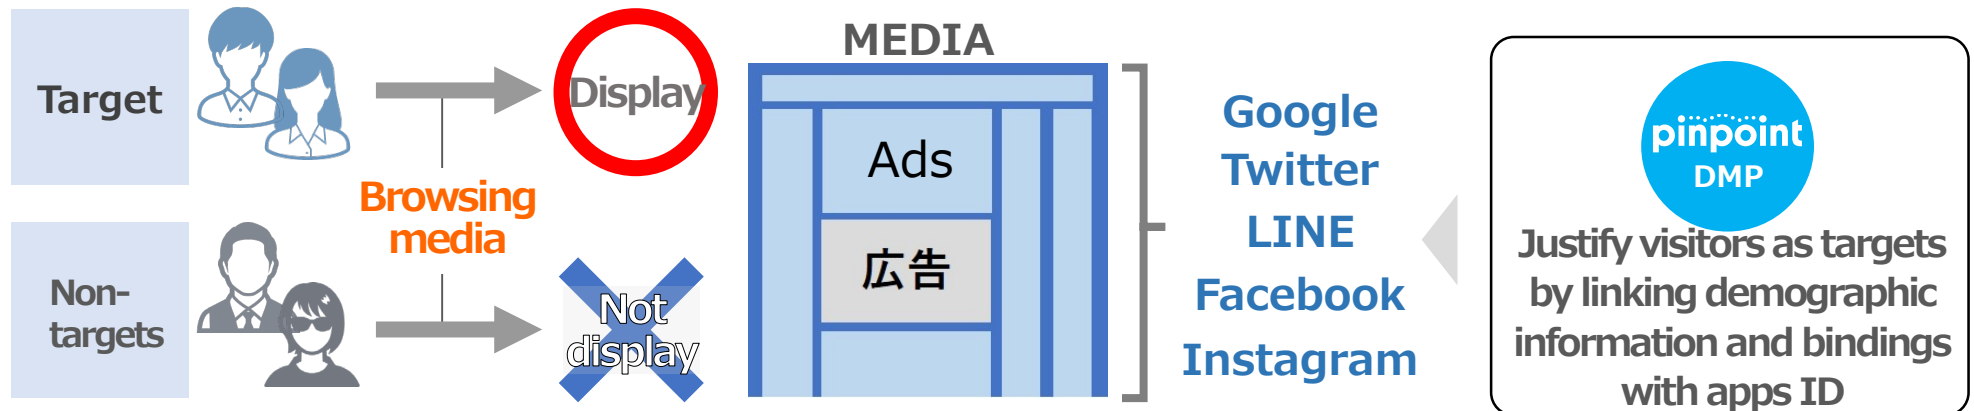 Target
Display
Browsing
media
Non-
targets
Not
display
MEDIA
Ads
広告
Google
Twitter
LINE
Facebook
Instagram
pinpoint
DMP
Justify visitors as targets
by linking demographic
information and bindings
with apps ID